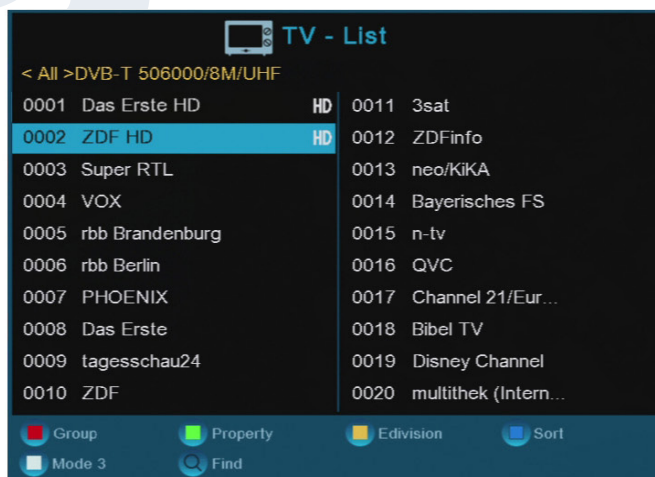 TV - List
< All >DVB-T 506000/8M/UHF
0001 Das Erste HD HD
0002 ZDF HD HD
0003 Super RTL
0004 VOX
0005 rbb Brandenburg
0006 rbb Berlin
0007 PHOENIX
0008 Das Erste
0009 tagesschau24
0010 ZDF
0011 3sat
0012 ZDFinfo
0013 neo/KiKA
0014 Bayerisches FS
0015 n-tv
0016 QVC
0017 Channel 21/Eur...
0018 Bibel TV
0019 Disney Channel
0020 multithek (Intern...
Group Property Edivision Sort
Mode 3 Find